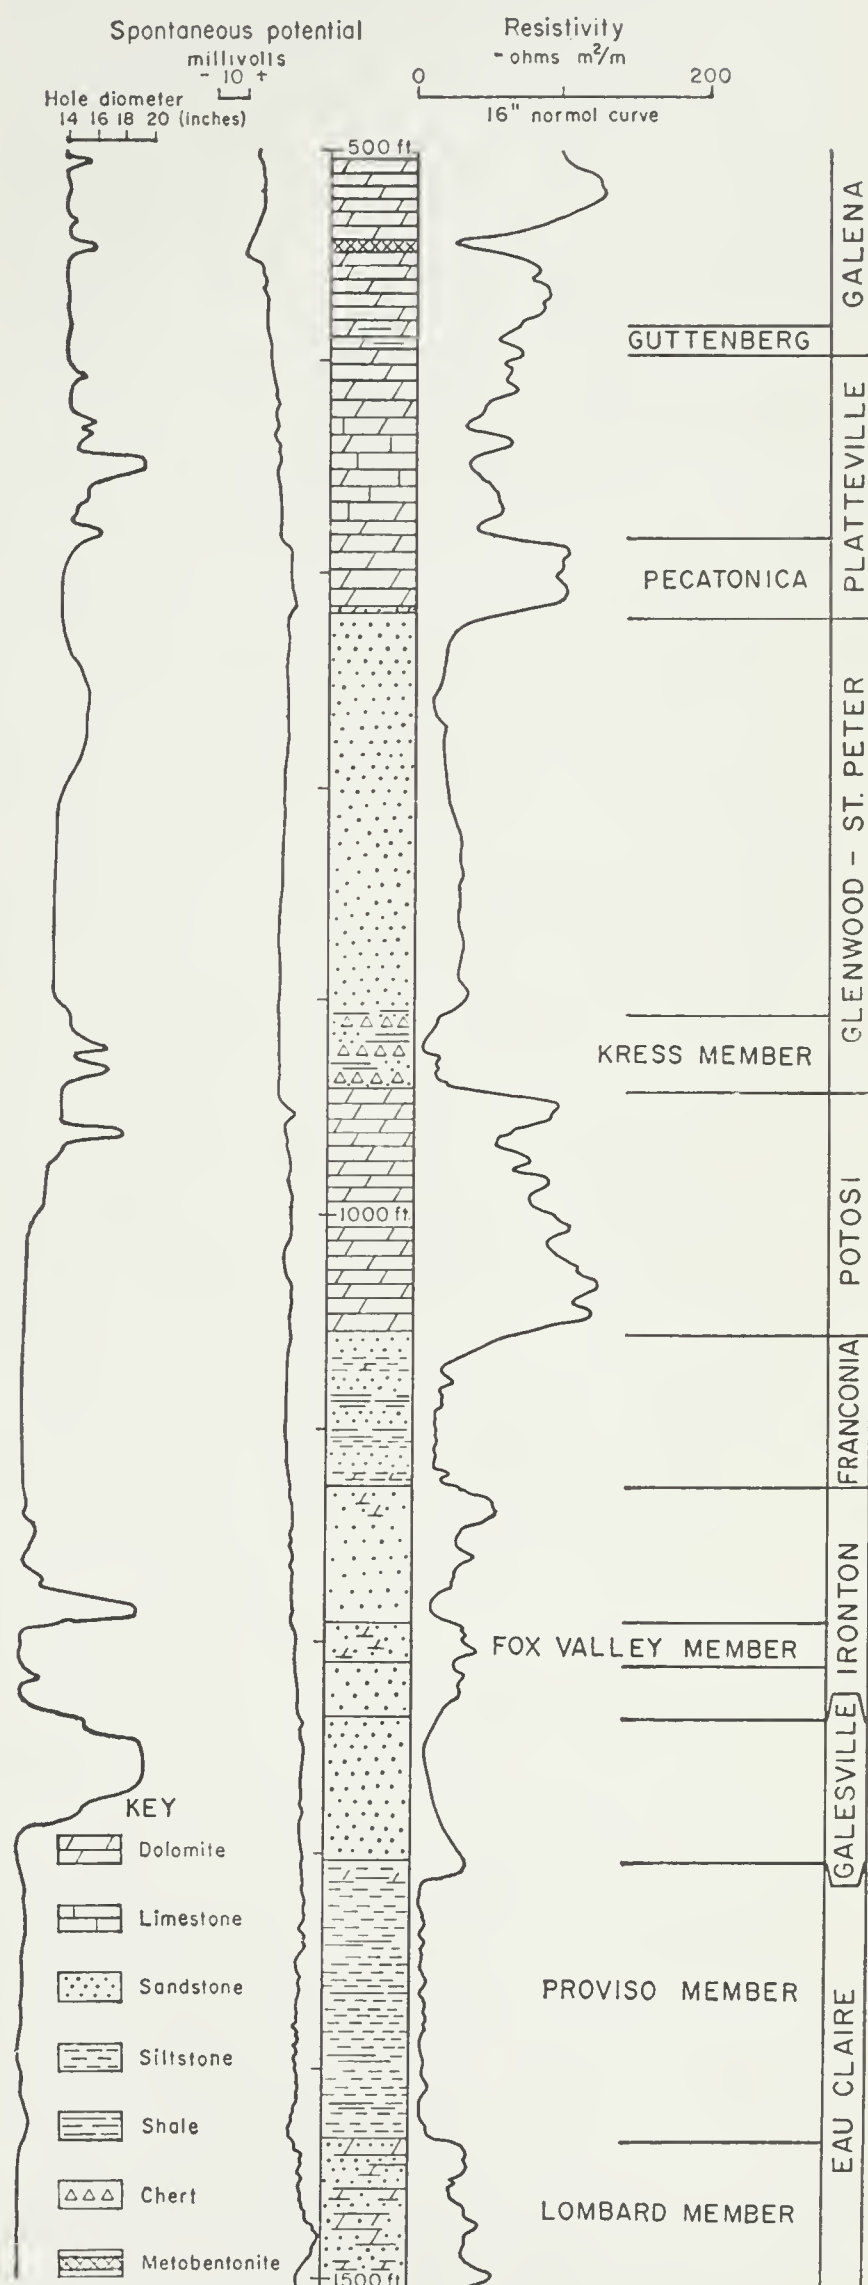 Spontaneous potential
millivolts
- 10 +
Hole diameter
14 16 18 20 (inches)
Resistivity
- ohms m²/m
0 200
16" normal curve
500 ft.
GALENA
GUTTENBERG
PLATTEVILLE
PECATONICA
GLENWOOD - ST. PETER
KRESS MEMBER
1000 ft.
POTOSI
FRANCONIA
IRONTON
FOX VALLEY MEMBER
GALESVILLE
PROVISO MEMBER
EAU CLAIRE
LOMBARD MEMBER
1500 ft.
KEY
Dolomite
Limestone
Sandstone
Siltstone
Shale
Chert
Metobentonite